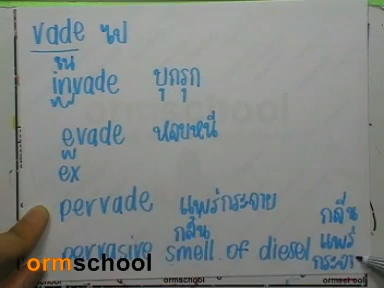 vade ไป
ใน
invade บุกรุก
evade หลบหนี
ex
pervade แพร่กระจาย
กลิ่น
กลิ่น
pervasive smell of diesel แพร่
กระจา
ormschool